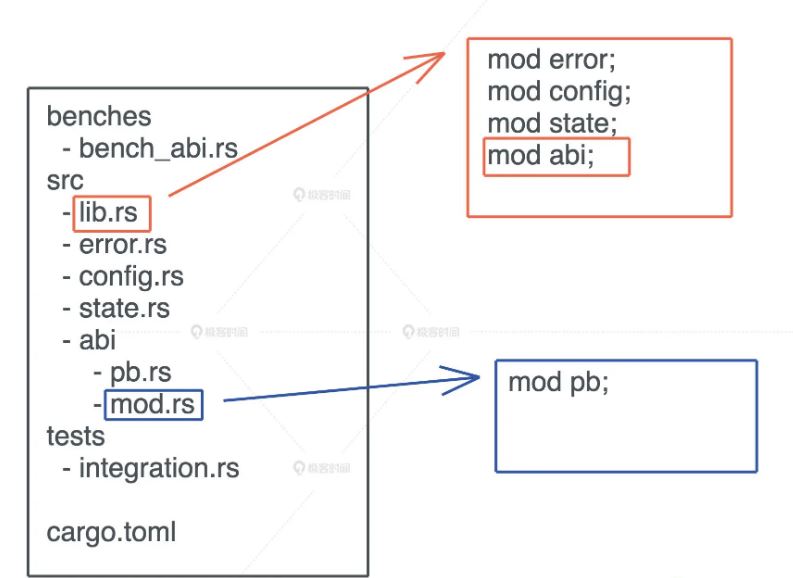 benches
- bench_abi.rs
src
- lib.rs
- error.rs
- config.rs
- state.rs
- abi
- pb.rs
- mod.rs
tests
- integration.rs
cargo.toml
mod error;
mod config;
mod state;
mod abi;
mod pb;
极客时间
极客时间
极客时间
极客时间